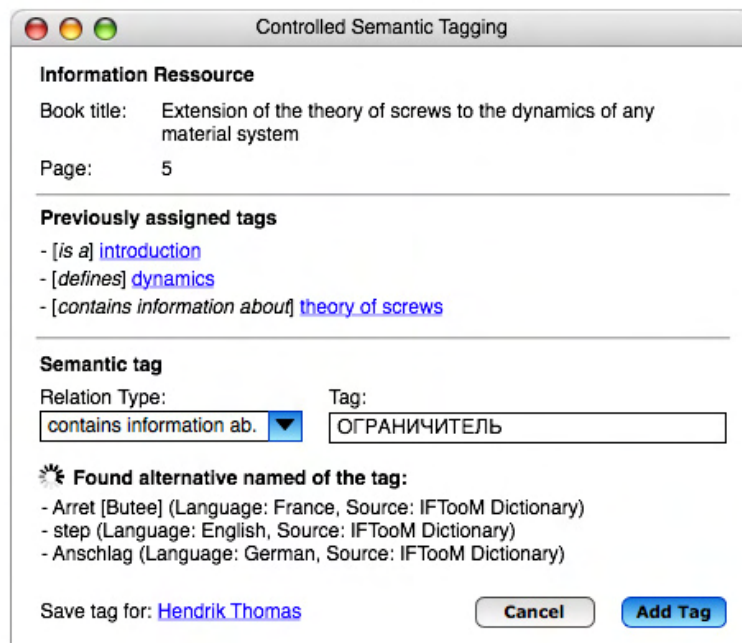 Controlled Semantic Tagging
Information Ressource
Book title: Extension of the theory of screws to the dynamics of any
material system
Page: 5
Previously assigned tags
- [is a] introduction
- [defines] dynamics
- [contains information about] theory of screws
Semantic tag
Relation Type: Tag:
contains information ab. ОГРАНИЧИТЕЛЬ
Found alternative named of the tag:
- Arret [Butee] (Language: France, Source: IFTooM Dictionary)
- step (Language: English, Source: IFTooM Dictionary)
- Anschlag (Language: German, Source: IFTooM Dictionary)
Save tag for: Hendrik Thomas Cancel Add Tag